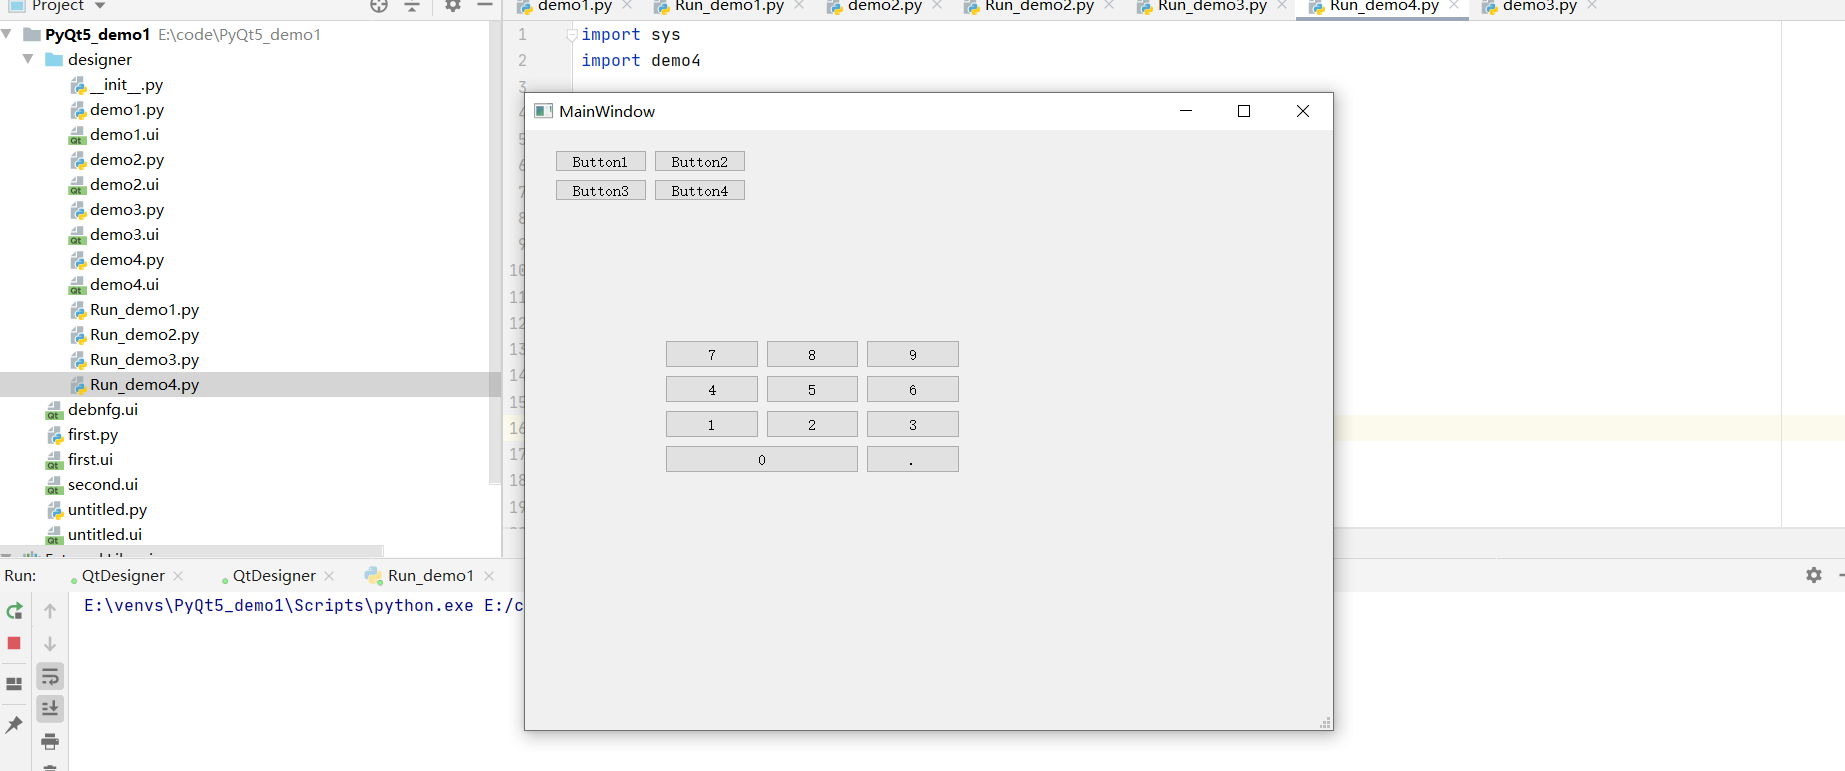 Project
demo1.py Run_demo1.py demo2.py Run_demo2.py Run_demo3.py Run_demo4.py demo3.py
PyQt5_demo1 E:\code\PyQt5_demo1
designer
__init__.py
demo1.py
demo1.ui
demo2.py
demo2.ui
demo3.py
demo3.ui
demo4.py
demo4.ui
Run_demo1.py
Run_demo2.py
Run_demo3.py
Run_demo4.py
debnfg.ui
first.py
first.ui
second.ui
untitled.py
untitled.ui
1 import sys
2 import demo4
3
4
5
6
7
8
9
10
11
12
13
14
15
16
17
18
19
MainWindow
Button1 Button2
Button3 Button4
7 8 9
4 5 6
1 2 3
0 .
Run: QtDesigner QtDesigner Run_demo1
E:\venvs\PyQt5_demo1\Scripts\python.exe E:/c